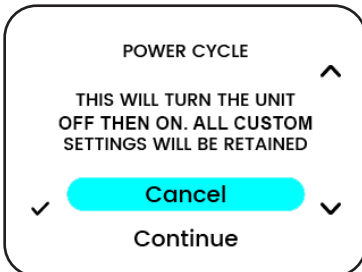 POWER CYCLE
THIS WILL TURN THE UNIT
OFF THEN ON. ALL CUSTOM
SETTINGS WILL BE RETAINED
Cancel
Continue